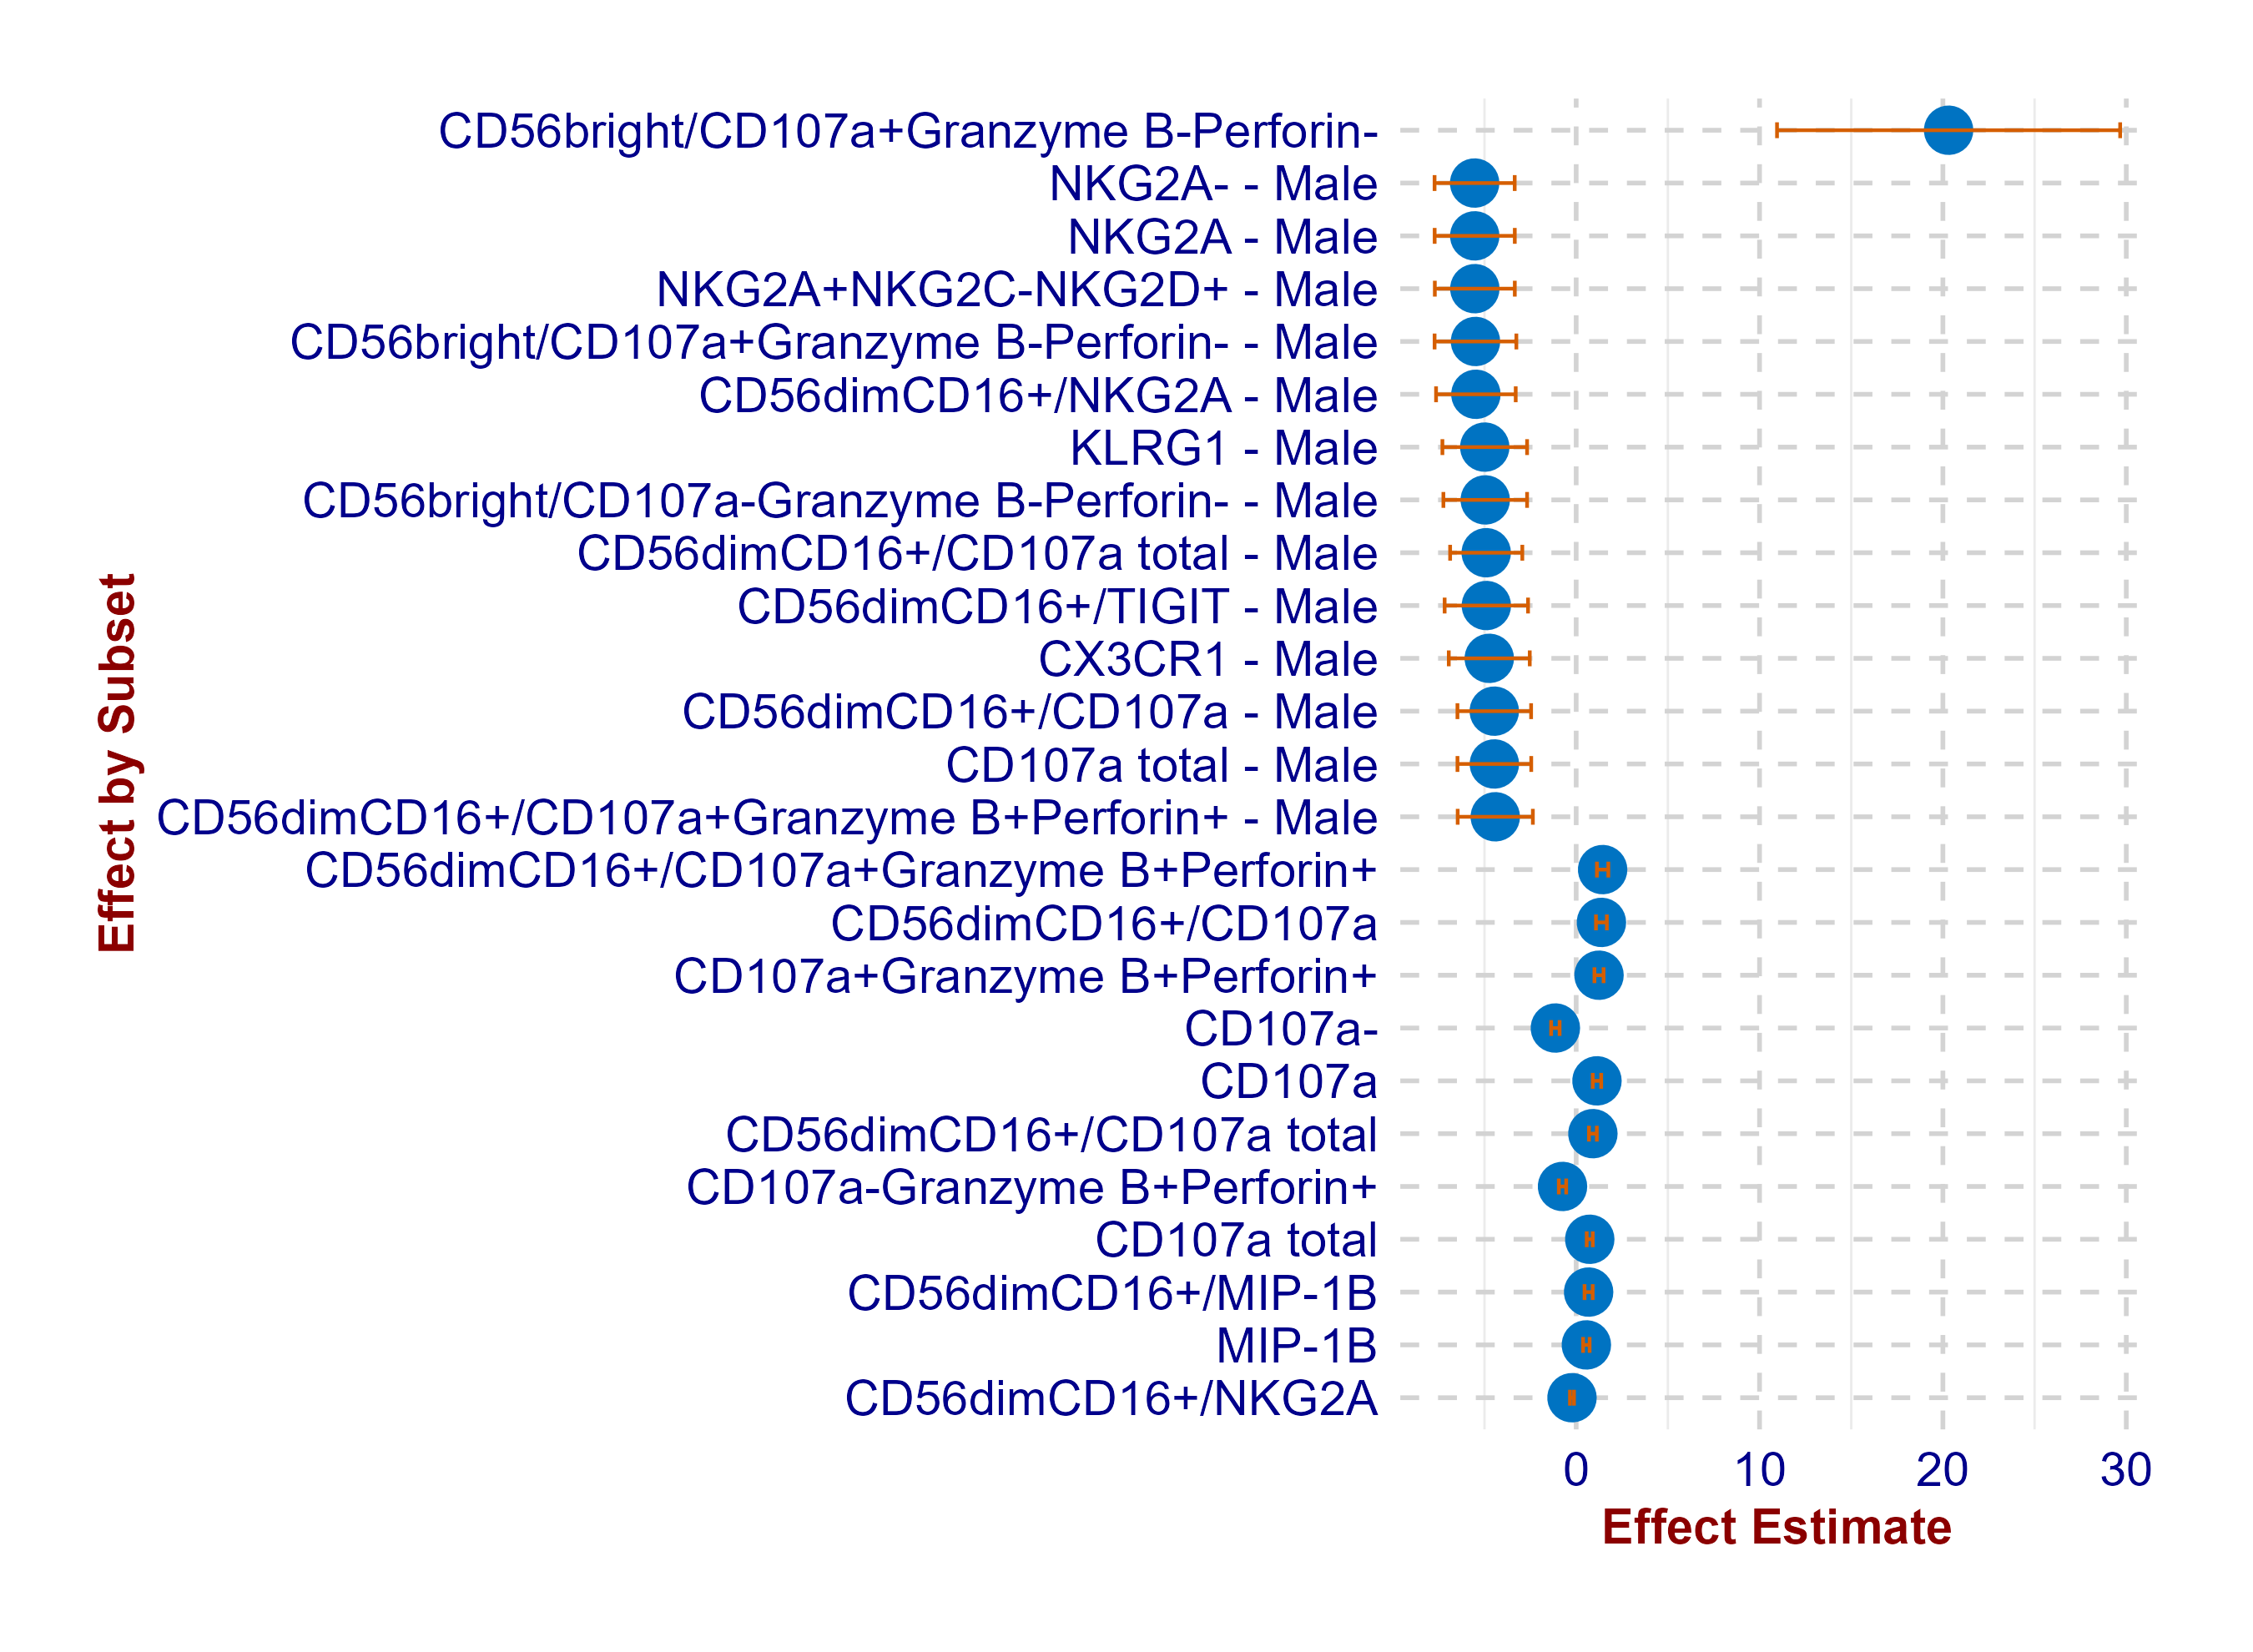 CD56bright/CD107a+Granzyme B-Perforin-
NKG2A- - Male
NKG2A - Male
NKG2A+NKG2C-NKG2D+ - Male
CD56bright/CD107a+Granzyme B-Perforin- - Male
CD56dimCD16+/NKG2A - Male
KLRG1 - Male
CD56bright/CD107a-Granzyme B-Perforin- - Male
CD56dimCD16+/CD107a total - Male
CD56dimCD16+/TIGIT - Male
CX3CR1 - Male
CD56dimCD16+/CD107a - Male
CD107a total - Male
CD56dimCD16+/CD107a+Granzyme B+Perforin+ - Male
CD56dimCD16+/CD107a+Granzyme B+Perforin+
CD56dimCD16+/CD107a
CD107a+Granzyme B+Perforin+
CD107a-
CD107a
CD56dimCD16+/CD107a total
CD107a-Granzyme B+Perforin+
CD107a total
CD56dimCD16+/MIP-1B
MIP-1B
CD56dimCD16+/NKG2A
Effect by Subset
0 10 20 30
Effect Estimate